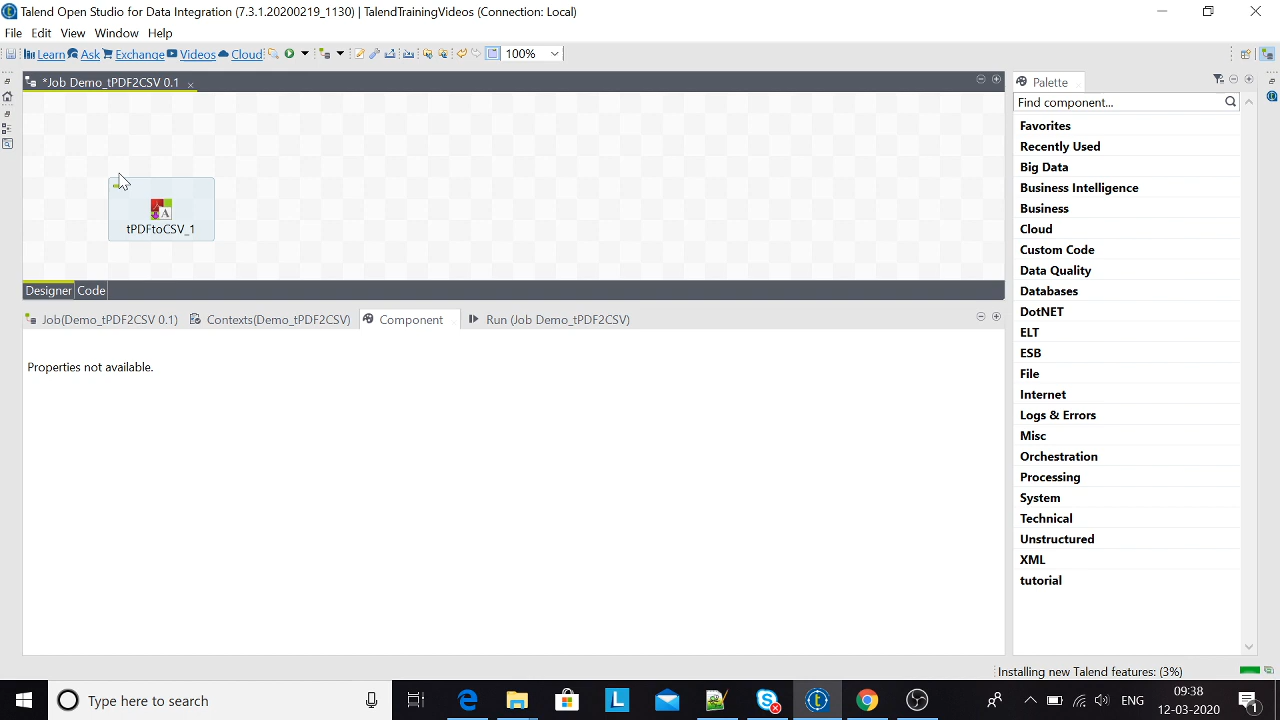 Talend Open Studio for Data Integration (7.3.1.20200219_1130) | TalendTrainingVideos (Connection: Local)
File Edit View Window Help
Learn Ask Exchange Videos Cloud 100%
*Job Demo_tPDF2CSV 0.1
Palette
Find component...
Favorites
Recently Used
Big Data
Business Intelligence
Business
Cloud
Custom Code
Data Quality
Databases
DotNET
ELT
ESB
File
Internet
Logs & Errors
Misc
Orchestration
Processing
System
Technical
Unstructured
XML
tutorial
tPDFtoCSV_1
Designer Code
Job(Demo_tPDF2CSV 0.1) Contexts(Demo_tPDF2CSV) Component Run (Job Demo_tPDF2CSV)
Properties not available.
Installing new Talend features: (3%)
Type here to search
ENG
09:38
12-03-2020